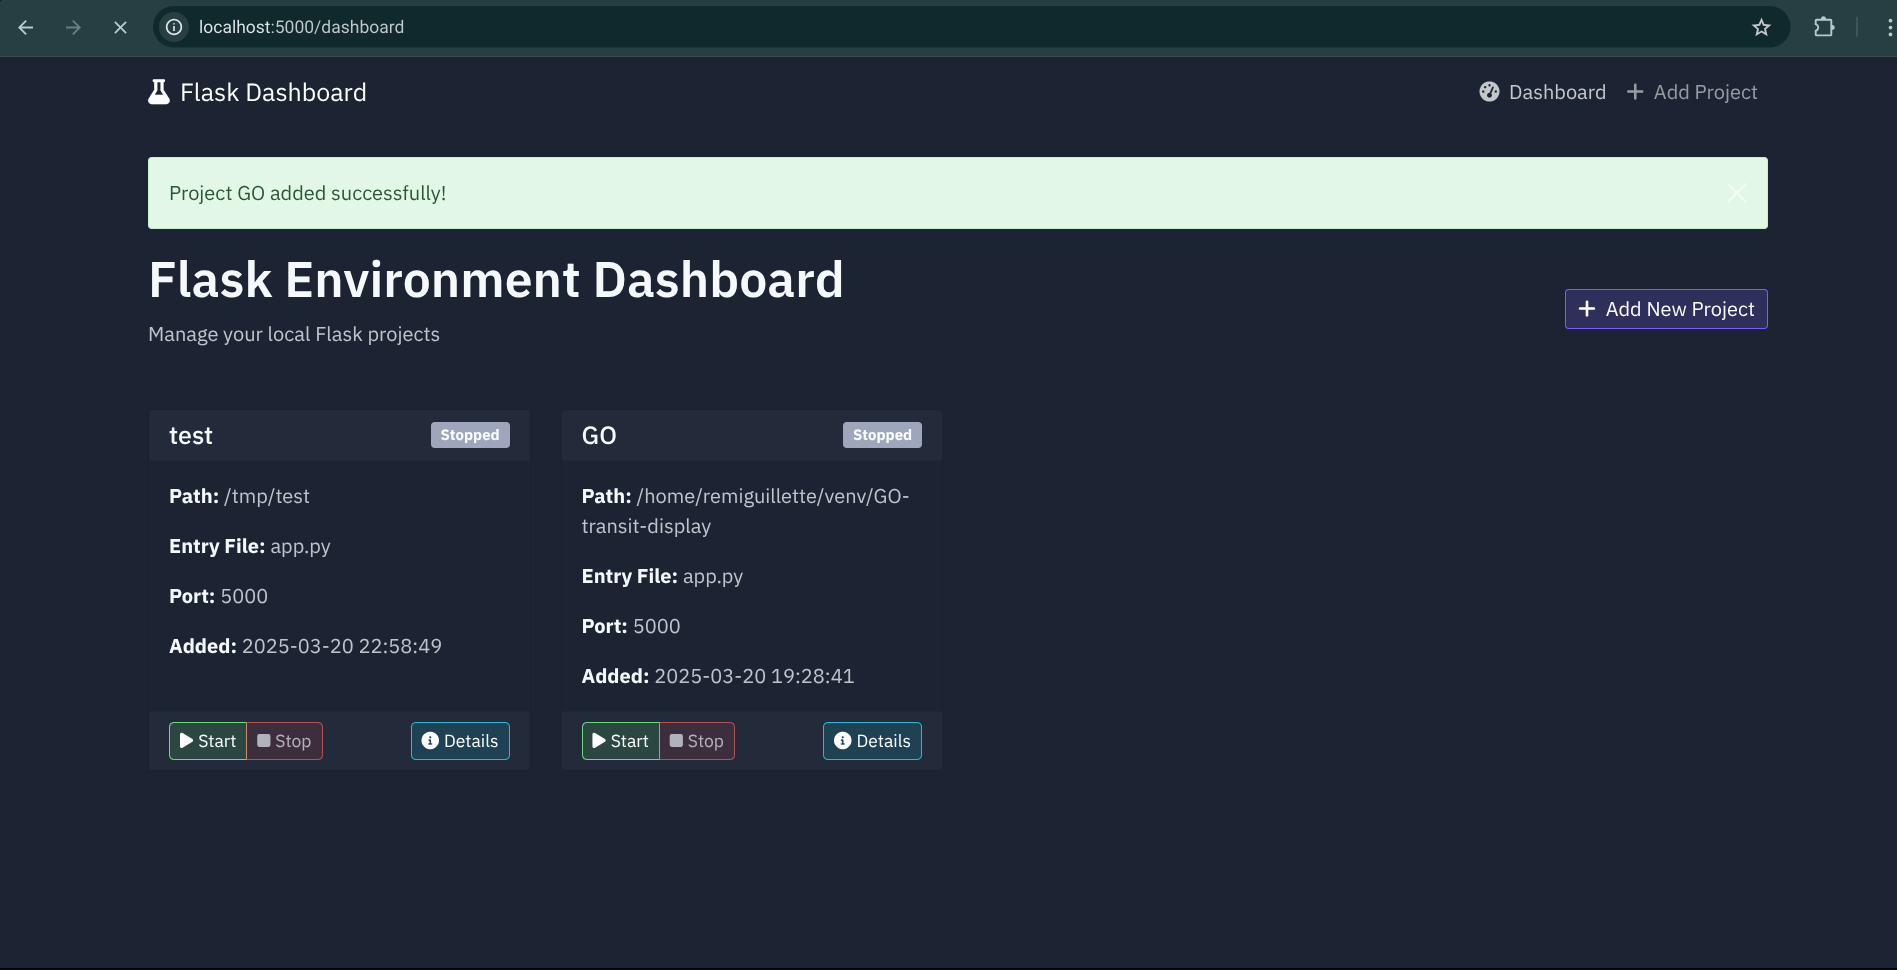 localhost:5000/dashboard
Flask Dashboard
Dashboard
Add Project
Project GO added successfully!
Flask Environment Dashboard
Manage your local Flask projects
Add New Project
test
Stopped
Path: /tmp/test
Entry File: app.py
Port: 5000
Added: 2025-03-20 22:58:49
Start
Stop
Details
GO
Stopped
Path: /home/remiguillette/venv/GO-
transit-display
Entry File: app.py
Port: 5000
Added: 2025-03-20 19:28:41
Start
Stop
Details